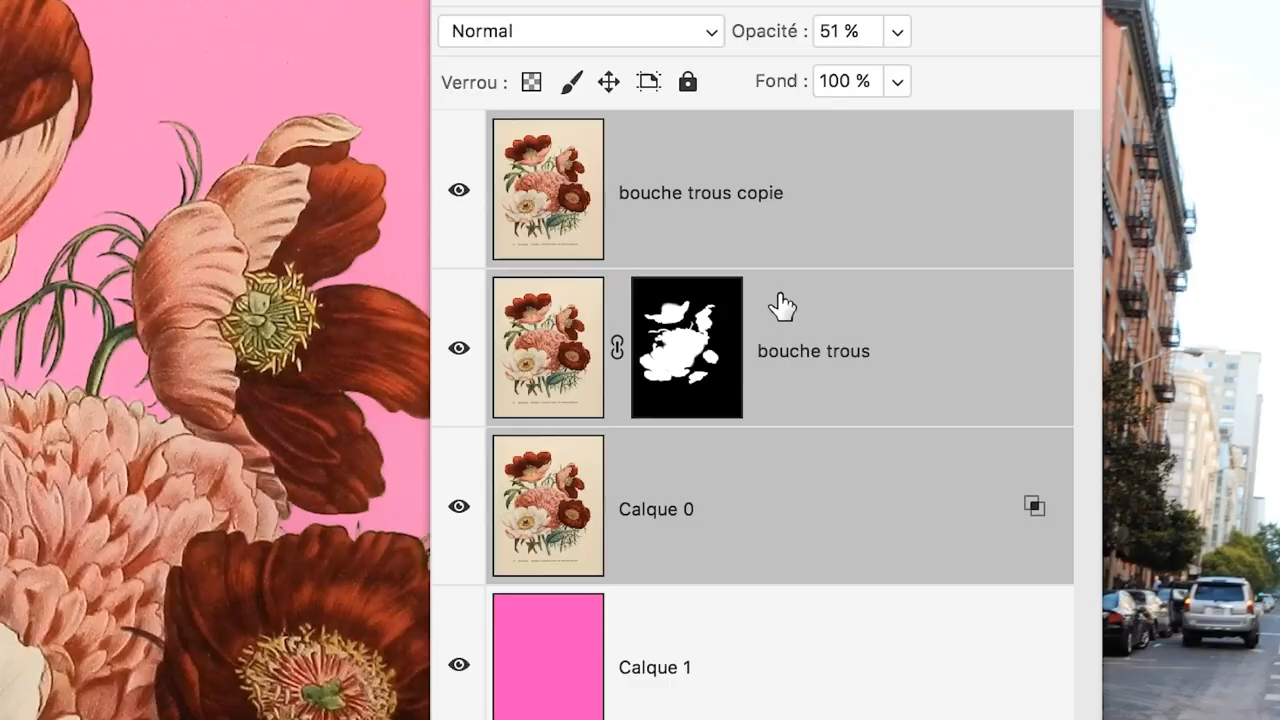 Normal
Opacité : 51 %
Verrou :
Fond : 100 %
bouche trous copie
bouche trous
Calque 0
Calque 1